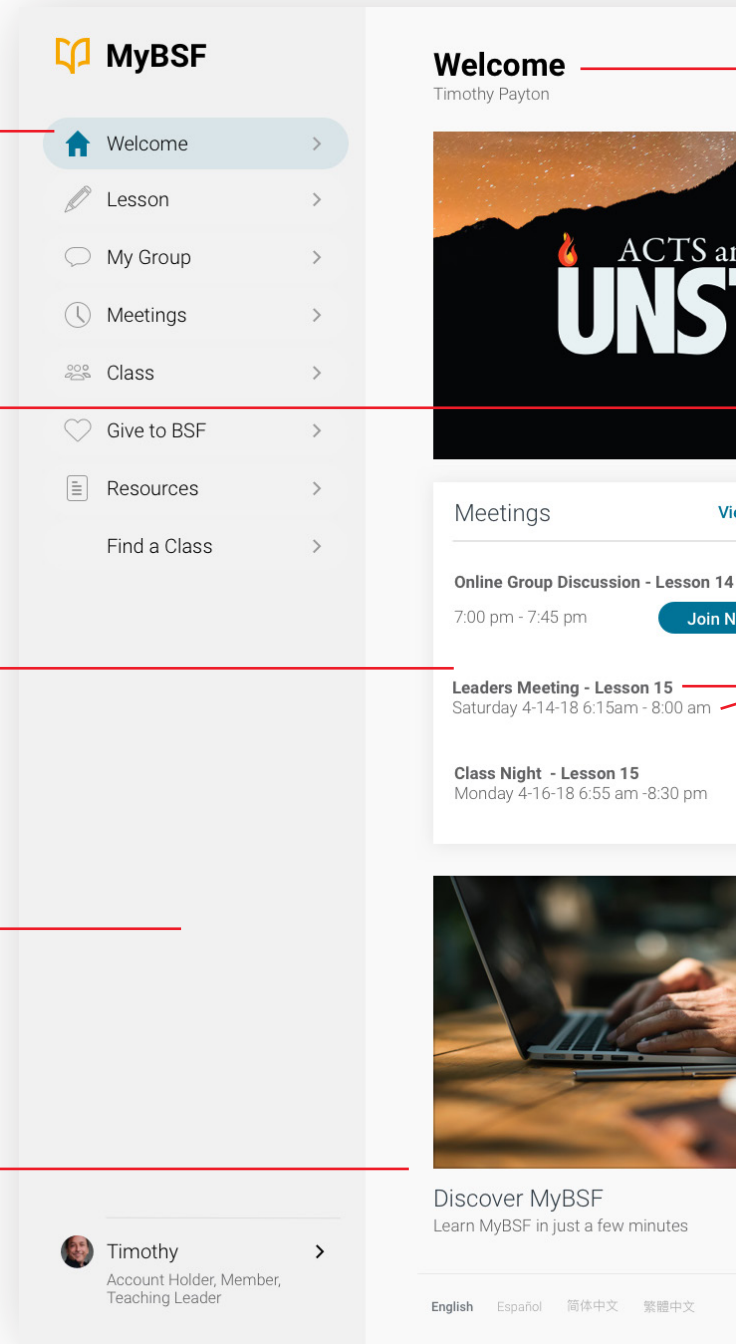 MyBSF
Welcome
Lesson
My Group
Meetings
Class
Give to BSF
Resources
Find a Class
Timothy
Account Holder, Member,
Teaching Leader
Welcome
Timothy Payton
ACTS
Meetings
Online Group Discussion - Lesson 14
7:00 pm - 7:45 pm
Join
Leaders Meeting - Lesson 15
Saturday 4-14-18 6:15am - 8:00 am
Class Night - Lesson 15
Monday 4-16-18 6:55 am -8:30 pm
Discover MyBSF
Learn MyBSF in just a few minutes
English Español 简体中文 繁體中文